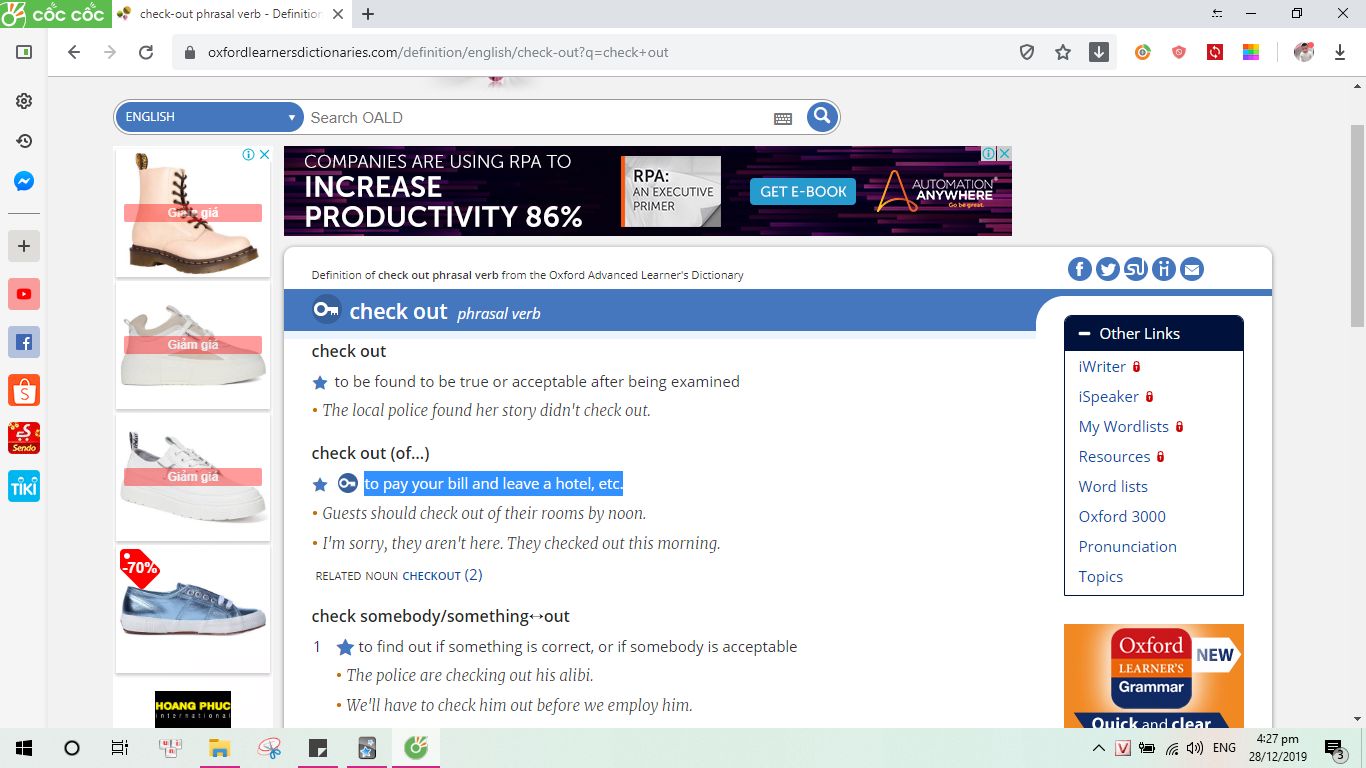 cốc cốc
check-out phrasal verb - Definition
oxfordlearnersdictionaries.com/definition/english/check-out?q=check+out
ENGLISH
Search OALD
Giảm giá
Giảm giá
Giảm giá
-70%
HOANG PHUC
international
COMPANIES ARE USING RPA TO
INCREASE
PRODUCTIVITY 86%
RPA:
AN EXECUTIVE
PRIMER
GET E-BOOK
AUTOMATION
ANYWHERE
Go be great.
Definition of check out phrasal verb from the Oxford Advanced Learner's Dictionary
check out phrasal verb
check out
to be found to be true or acceptable after being examined
• The local police found her story didn't check out.
check out (of…)
to pay your bill and leave a hotel, etc.
• Guests should check out of their rooms by noon.
• I'm sorry, they aren't here. They checked out this morning.
RELATED NOUN CHECKOUT (2)
check somebody/something↔out
1 to find out if something is correct, or if somebody is acceptable
• The police are checking out his alibi.
• We'll have to check him out before we employ him.
Other Links
iWriter
iSpeaker
My Wordlists
Resources
Word lists
Oxford 3000
Pronunciation
Topics
Oxford
LEARNER'S
Grammar
NEW
Quick and clear
Sendo
TIKI
ENG
4:27 pm
28/12/2019
3